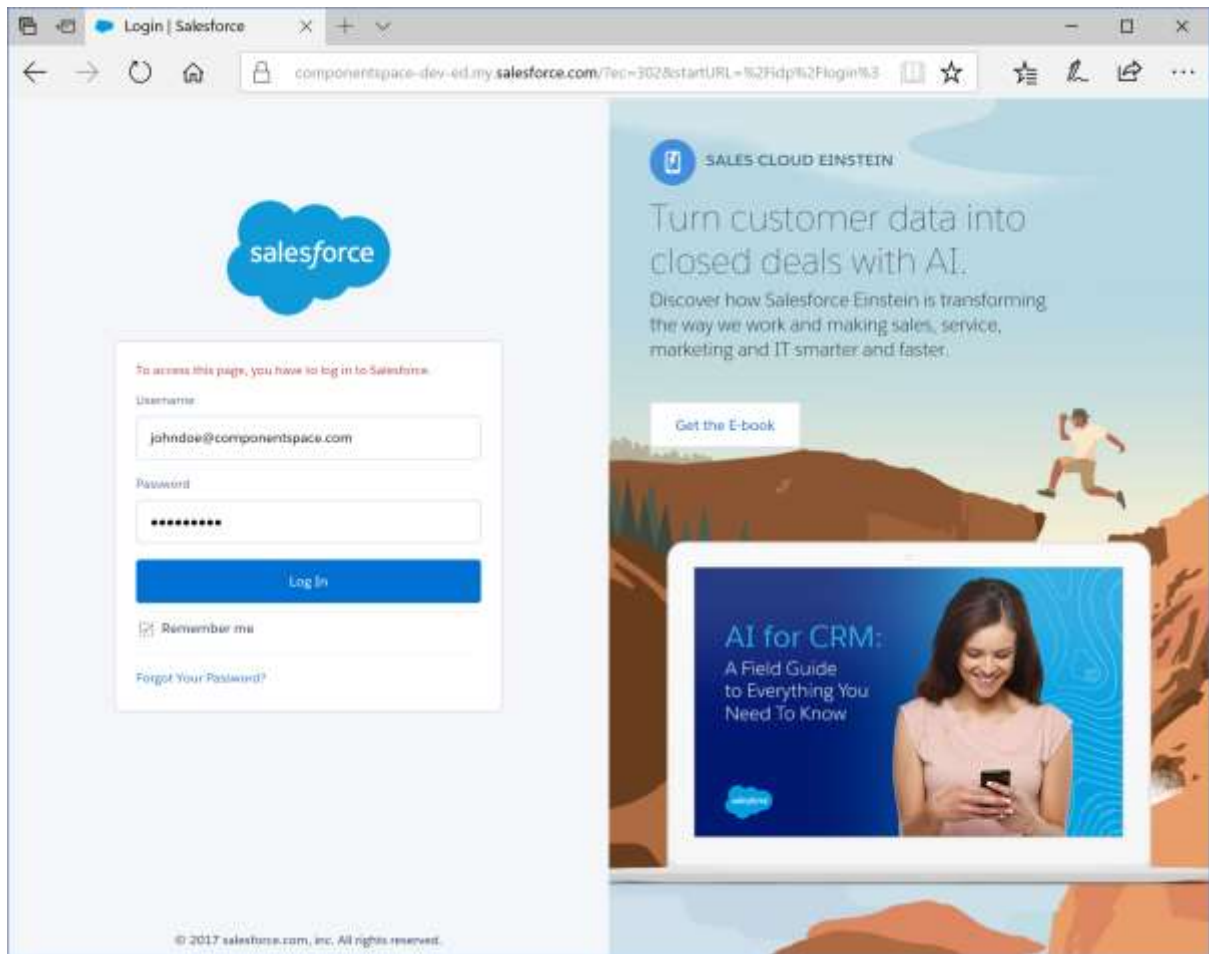 Login | Salesforce
componentspace-dev-ed.my.salesforce.com/?ec=302&startURL=%2Fidp%2Flogin%3
salesforce
To access this page, you have to log in to Salesforce.
Username
johndoe@componentspace.com
Password
•••••••••
Log In
Remember me
Forgot Your Password?
© 2017 salesforce.com, inc. All rights reserved.
SALES CLOUD EINSTEIN
Turn customer data into
closed deals with AI.
Discover how Salesforce Einstein is transforming
the way we work and making sales, service,
marketing and IT smarter and faster.
Get the E-book
AI for CRM:
A Field Guide
to Everything You
Need To Know
salesforce